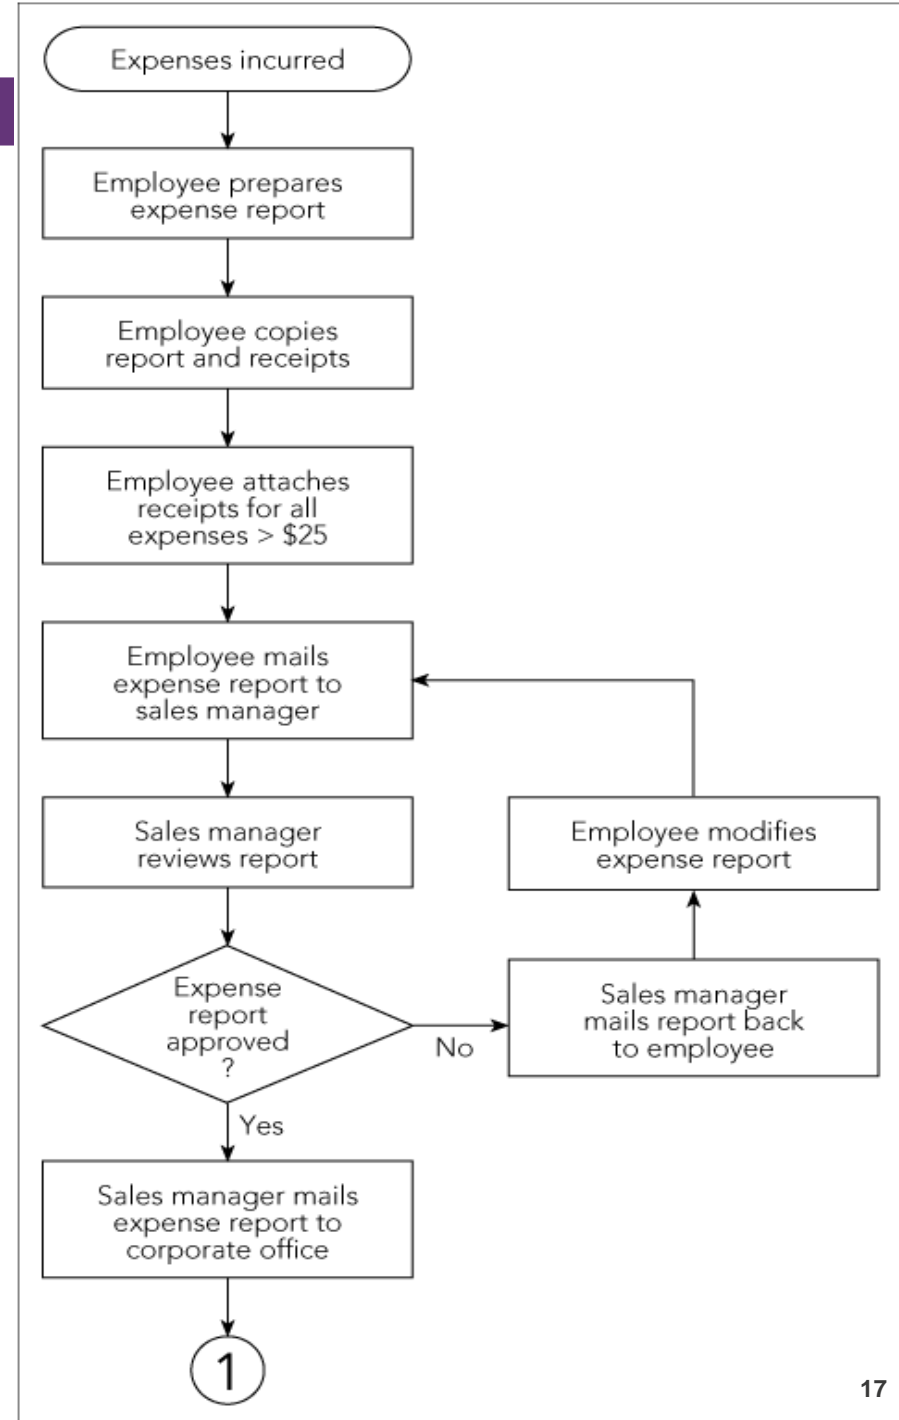 Expenses incurred
Employee prepares
expense report
Employee copies
report and receipts
Employee attaches
receipts for all
expenses > $25
Employee mails
expense report to
sales manager
Sales manager
reviews report
Employee modifies
expense report
Expense
report
approved
?
No
Sales manager
mails report back
to employee
Yes
Sales manager mails
expense report to
corporate office
1
17